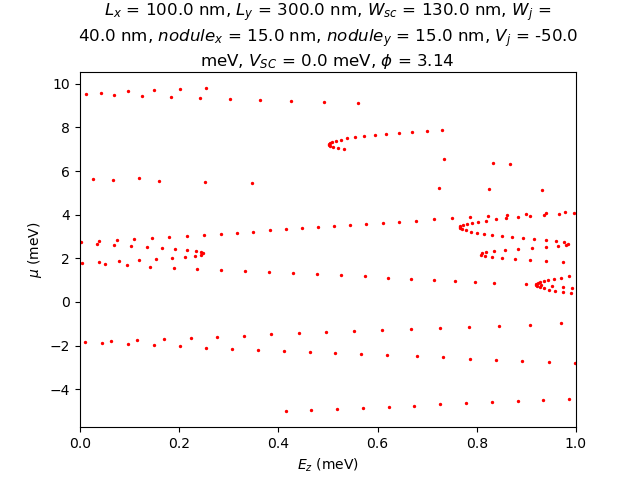 L_x = 100.0 nm, L_y = 300.0 nm, W_sc = 130.0 nm, W_j =
40.0 nm, nodule_x = 15.0 nm, nodule_y = 15.0 nm, V_j = -50.0
meV, V_SC = 0.0 meV, ϕ = 3.14
10
8
6
4
2
0
−2
−4
μ (meV)
0.0 0.2 0.4 0.6 0.8 1.0
E_z (meV)